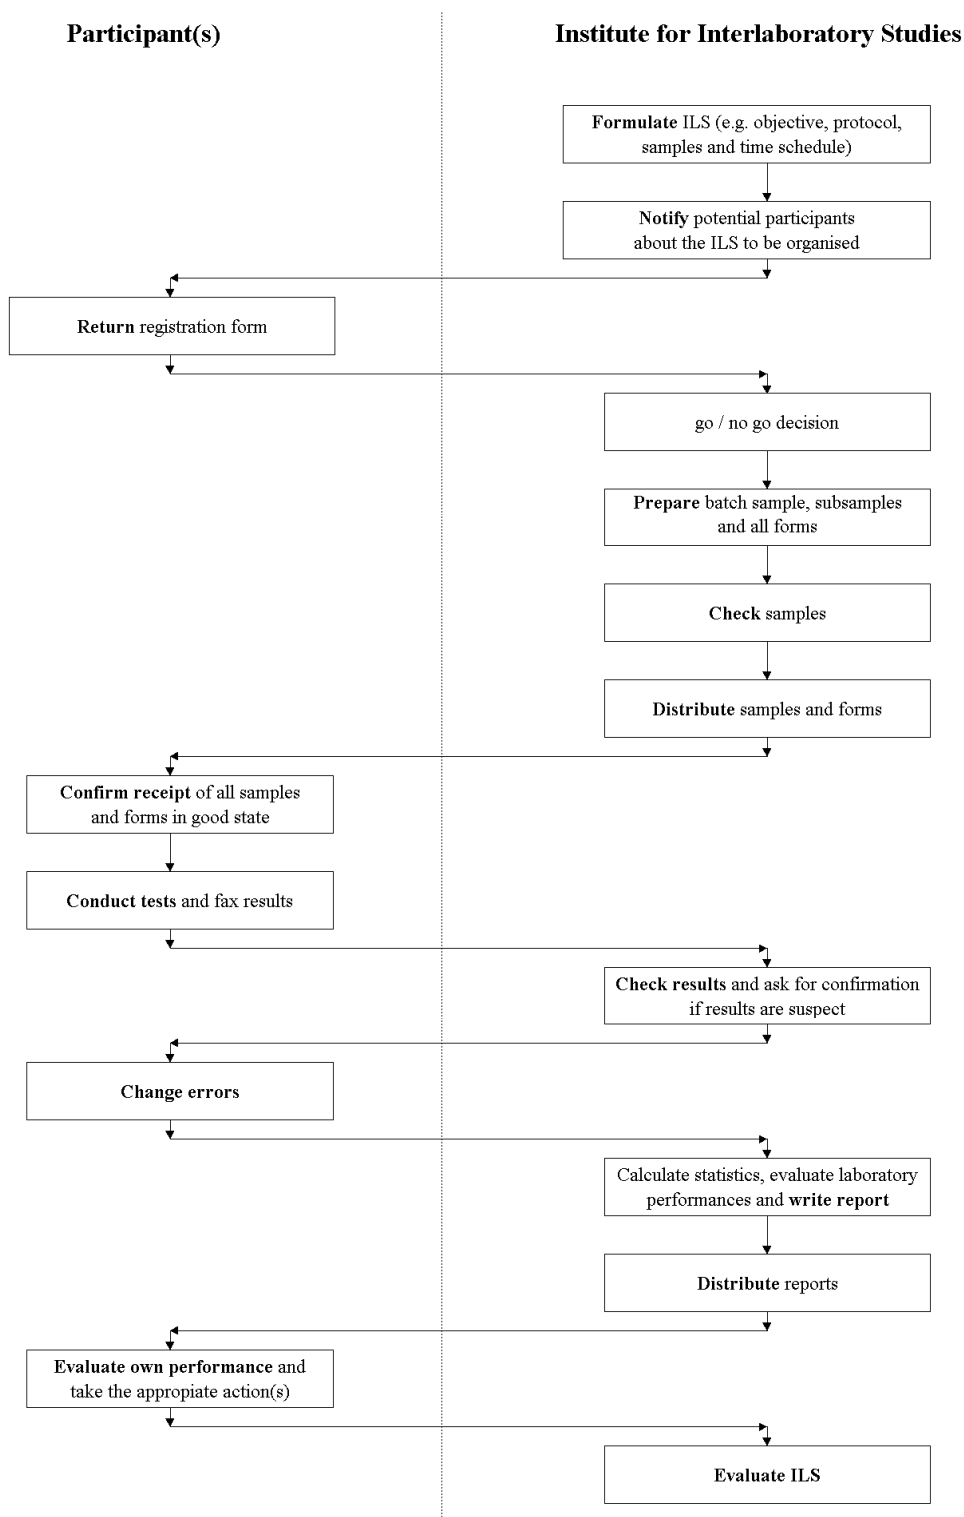 Participant(s)
Institute for Interlaboratory Studies
Formulate ILS (e.g. objective, protocol,
samples and time schedule)
Notify potential participants
about the ILS to be organised
Return registration form
go / no go decision
Prepare batch sample, subsamples
and all forms
Check samples
Distribute samples and forms
Confirm receipt of all samples
and forms in good state
Conduct tests and fax results
Check results and ask for confirmation
if results are suspect
Change errors
Calculate statistics, evaluate laboratory
performances and write report
Distribute reports
Evaluate own performance and
take the appropiate action(s)
Evaluate ILS